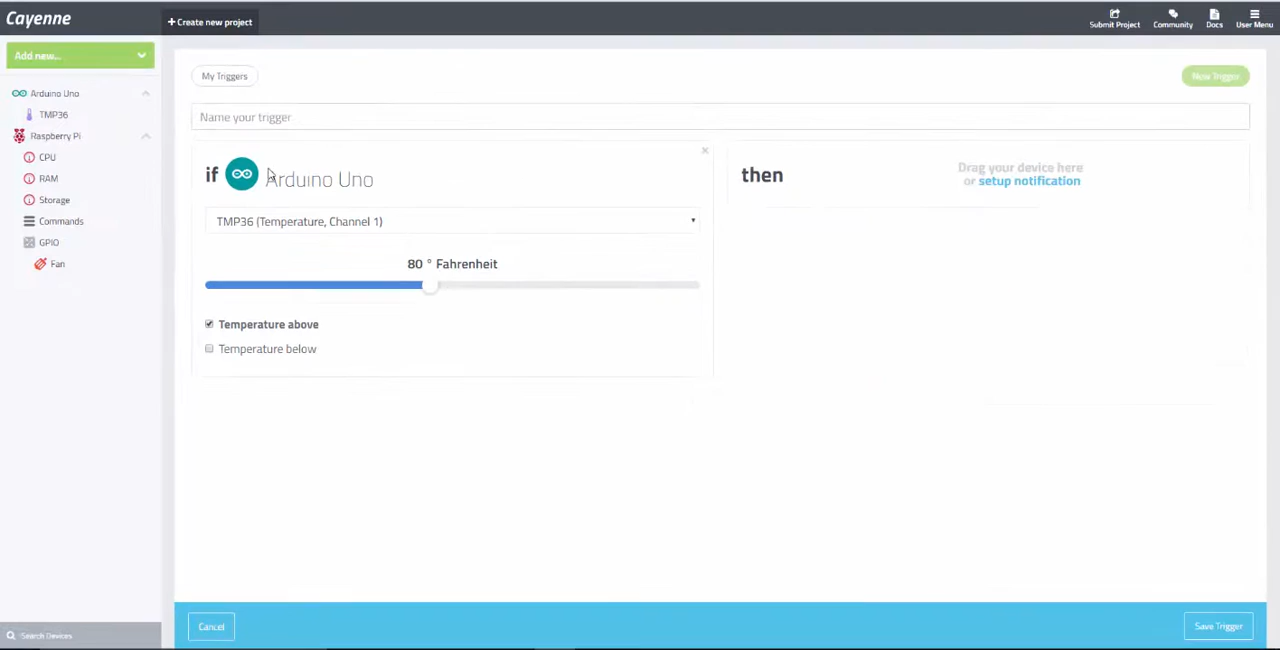 Cayenne
+ Create new project
Submit Project
Community
Docs
User Menu
Add new...
Arduino Uno
TMP36
Raspberry Pi
CPU
RAM
Storage
Commands
GPIO
Fan
Search Devices
My Triggers
New Trigger
Name your trigger
if Arduino Uno
TMP36 (Temperature, Channel 1)
80 ° Fahrenheit
Temperature above
Temperature below
then
Drag your device here
or setup notification
Cancel
Save Trigger